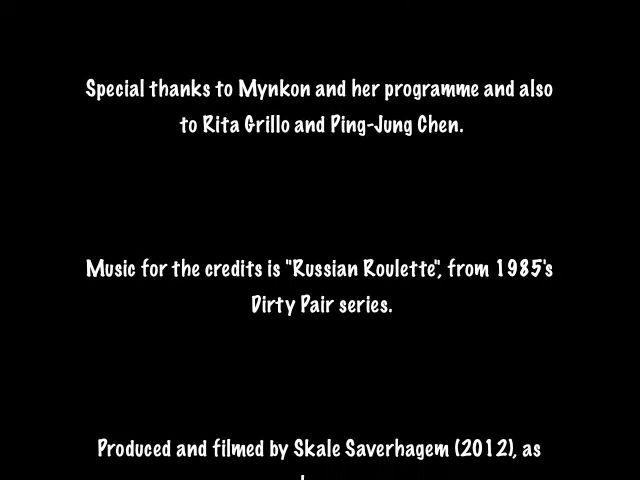 Special thanks to Mynkon and her programme and also
to Rita Grillo and Ping-Jung Chen.
Music for the credits is "Russian Roulette", from 1985's
Dirty Pair series.
Produced and filmed by Skale Saverhagem (2012), as